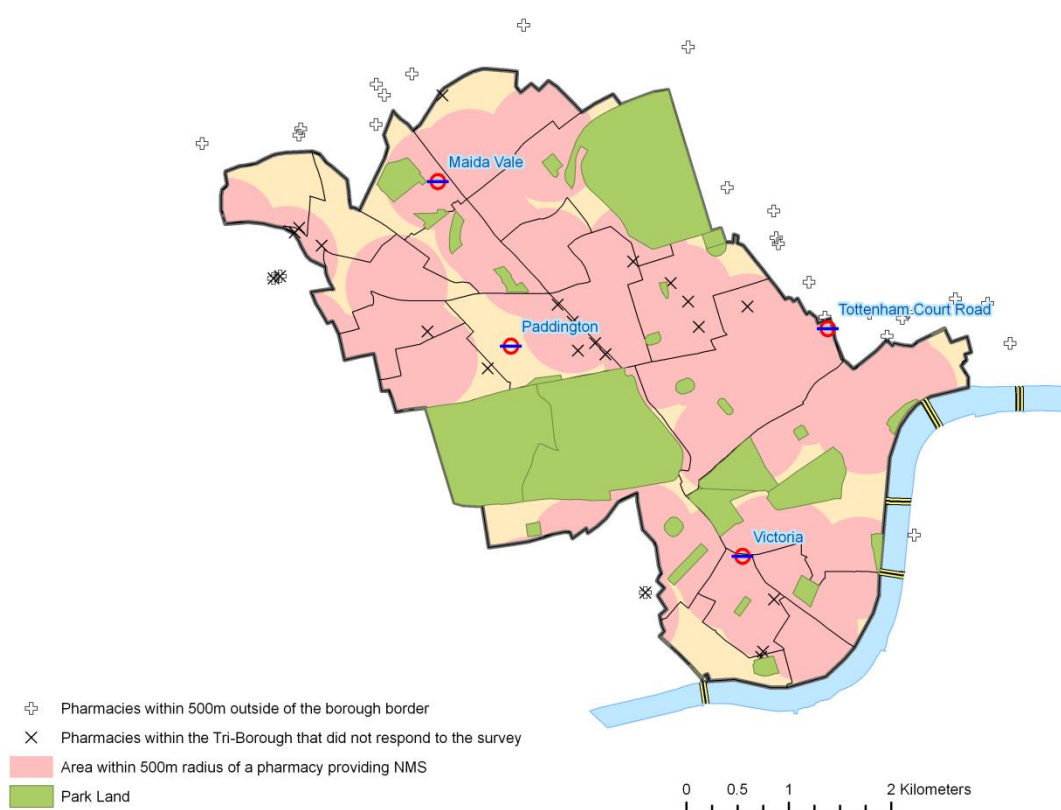 Maida Vale
Tottenham Court Road
Paddington
Victoria
Pharmacies within 500m outside of the borough border
Pharmacies within the Tri-Borough that did not respond to the survey
Area within 500m radius of a pharmacy providing NMS
Park Land
0 0.5 1 2 Kilometers